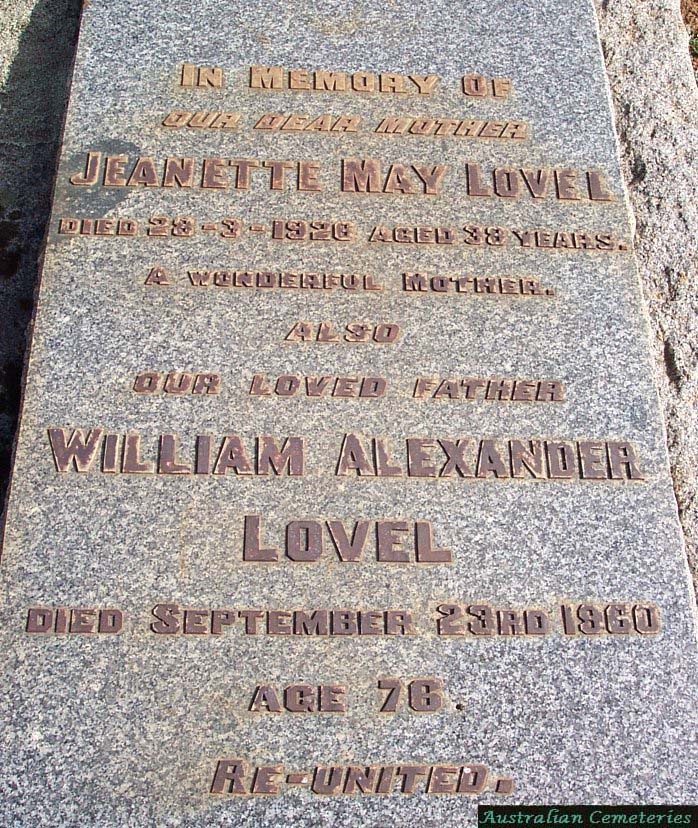 In Memory Of
OUR DEAR MOTHER
JEANETTE MAY LOVEL
DIED 28-3-1926 AGED 38 YEARS.
A WONDERFUL MOTHER.
ALSO
OUR LOVED FATHER
WILLIAM ALEXANDER
LOVEL
DIED SEPTEMBER 23RD 1960
AGE 76.
RE-UNITED.
Australian Cemeteries